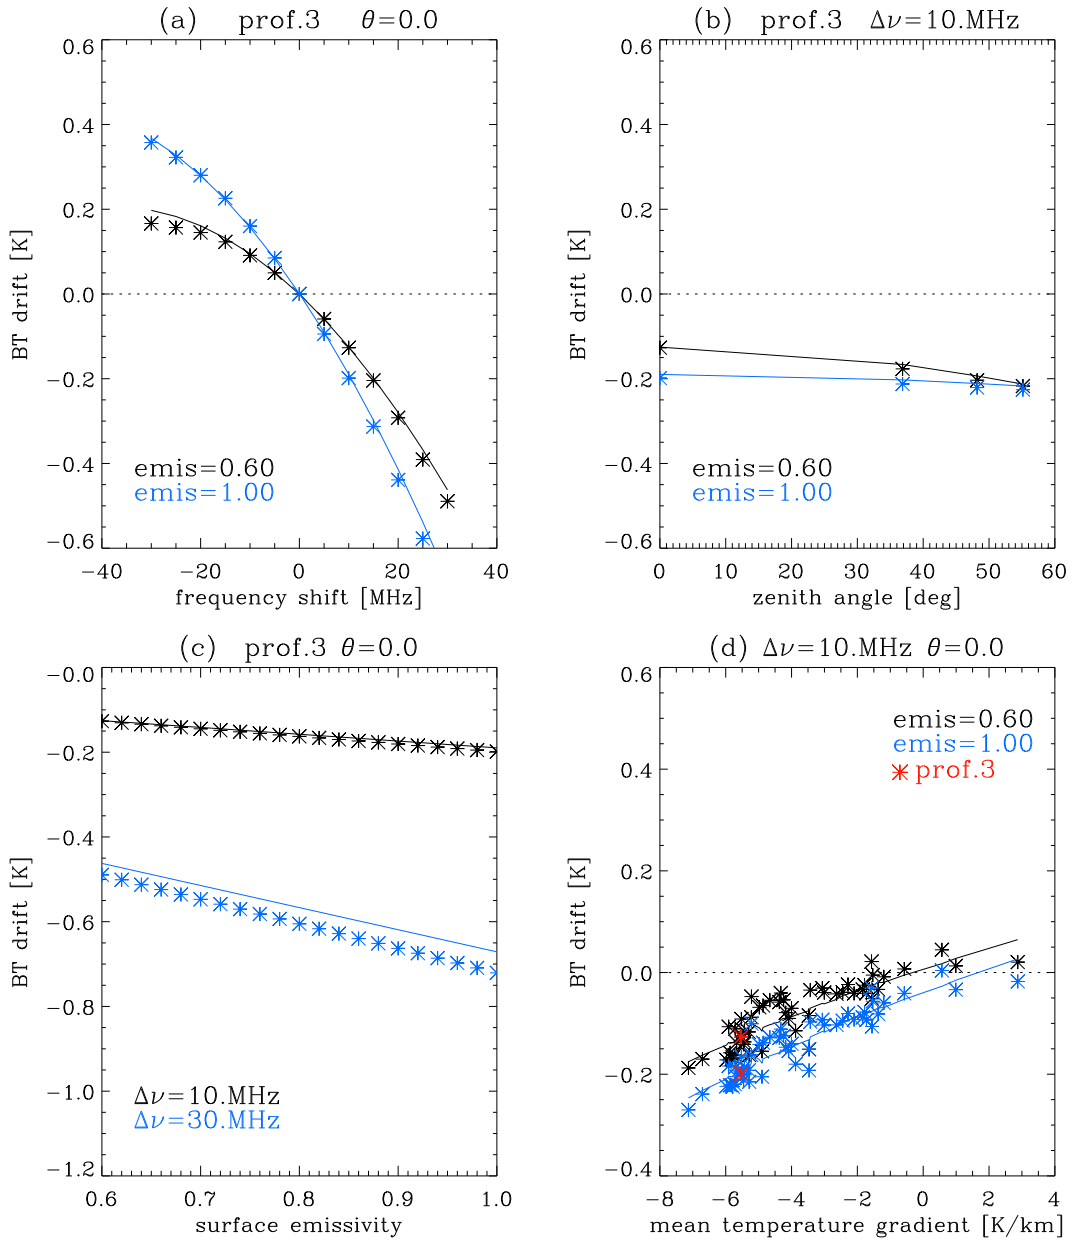 (a) prof.3 θ=0.0
0.6
0.4
0.2
0.0
−0.2
−0.4
−0.6
BT drift [K]
emis=0.60
emis=1.00
−40 −20 0 20 40
frequency shift [MHz]
(b) prof.3 Δν=10.MHz
0.6
0.4
0.2
0.0
−0.2
−0.4
−0.6
BT drift [K]
emis=0.60
emis=1.00
0 10 20 30 40 50 60
zenith angle [deg]
(c) prof.3 θ=0.0
−0.0
−0.2
−0.4
−0.6
−0.8
−1.0
−1.2
BT drift [K]
Δν=10.MHz
Δν=30.MHz
0.6 0.7 0.8 0.9 1.0
surface emissivity
(d) Δν=10.MHz θ=0.0
0.6
0.4
0.2
0.0
−0.2
−0.4
BT drift [K]
emis=0.60
emis=1.00
prof.3
−8 −6 −4 −2 0 2 4
mean temperature gradient [K/km]